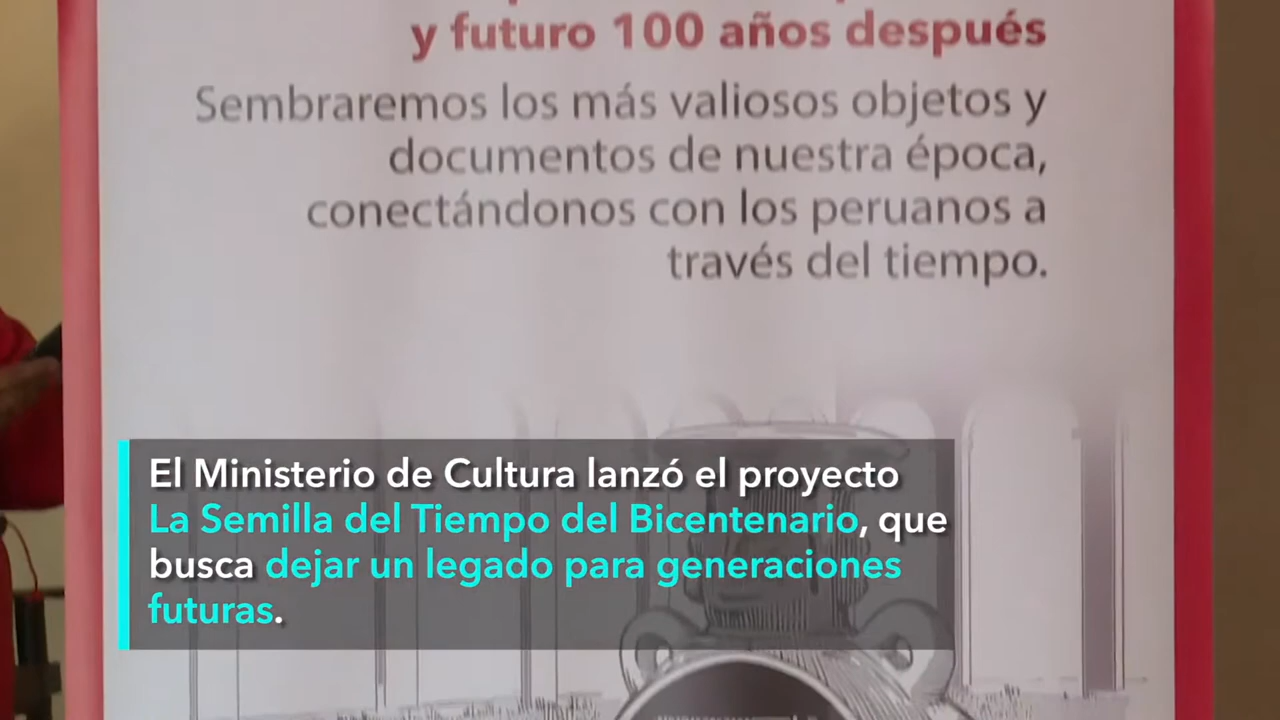 y futuro 100 años después
Sembraremos los más valiosos objetos y
documentos de nuestra época,
conectándonos con los peruanos a
través del tiempo.
El Ministerio de Cultura lanzó el proyecto
La Semilla del Tiempo del Bicentenario, que
busca dejar un legado para generaciones
futuras.